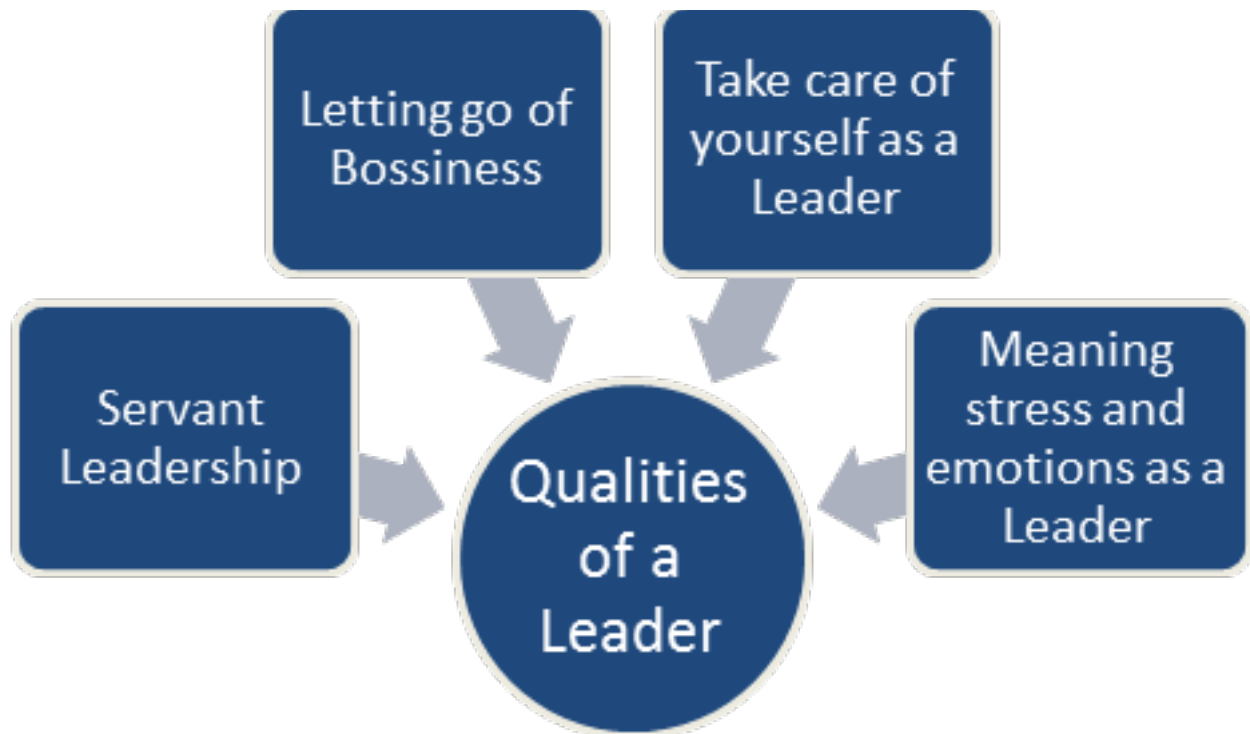 Letting go of
Bossiness
Take care of
yourself as a
Leader
Servant
Leadership
Meaning
stress and
emotions as a
Leader
Qualities
of a
Leader